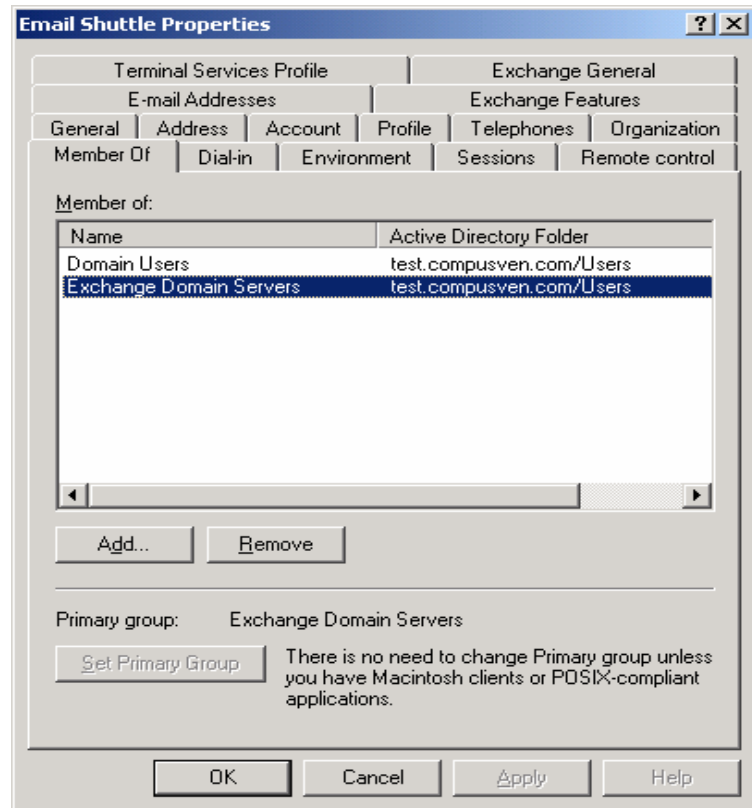 Email Shuttle Properties
Terminal Services Profile Exchange General
E-mail Addresses Exchange Features
General Address Account Profile Telephones Organization
Member Of Dial-in Environment Sessions Remote control
Member of:
Name Active Directory Folder
Domain Users test.compusven.com/Users
Exchange Domain Servers test.compusven.com/Users
Add... Remove
Primary group: Exchange Domain Servers
Set Primary Group
There is no need to change Primary group unless
you have Macintosh clients or POSIX-compliant
applications.
OK Cancel Apply Help